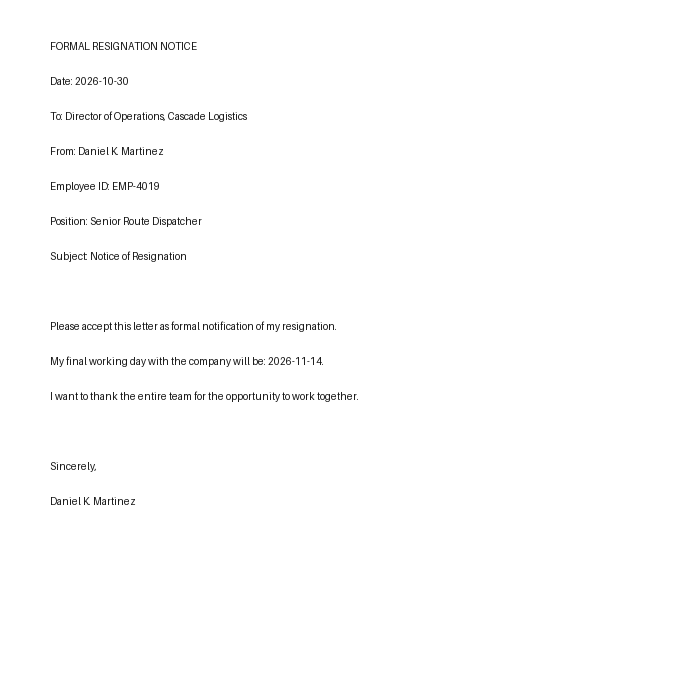 FORMAL RESIGNATION NOTICE
Date: 2026-10-30
To: Director of Operations, Cascade Logistics
From: Daniel K. Martinez
Employee ID: EMP-4019
Position: Senior Route Dispatcher
Subject: Notice of Resignation
Please accept this letter as formal notification of my resignation.
My final working day with the company will be: 2026-11-14.
I want to thank the entire team for the opportunity to work together.
Sincerely,
Daniel K. Martinez